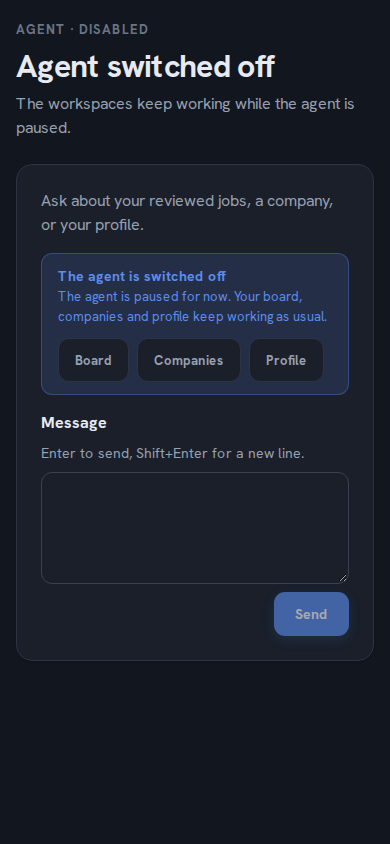 AGENT · DISABLED
Agent switched off
The workspaces keep working while the agent is
paused.
Ask about your reviewed jobs, a company,
or your profile.
The agent is switched off
The agent is paused for now. Your board,
companies and profile keep working as usual.
Board Companies Profile
Message
Enter to send, Shift+Enter for a new line.
Send